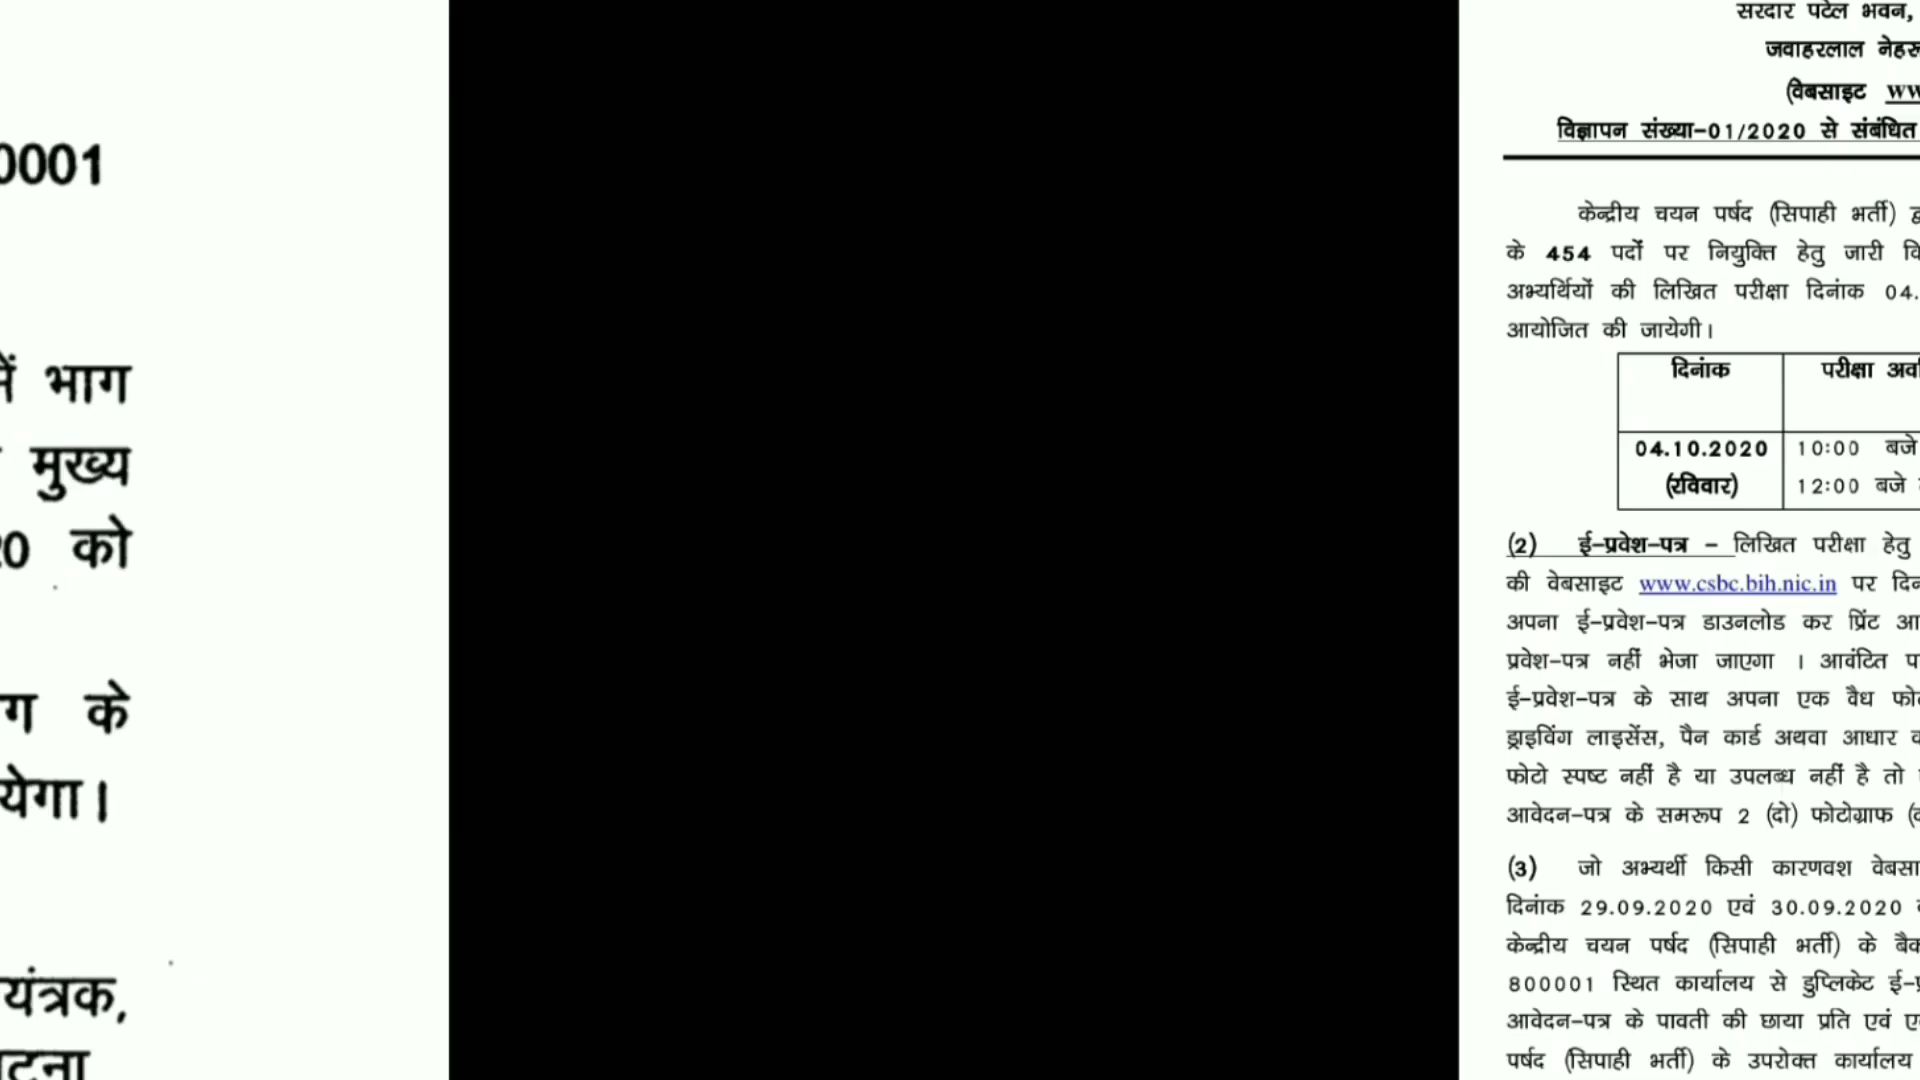 0001
में भाग
मुख्य
20 को
ग के
येगा।
यंत्रक,
पटना
सरदार पटेल भवन,
जवाहरलाल नेहरू
(वेबसाइट ww
विज्ञापन संख्या-01/2020 से संबंधित
केन्द्रीय चयन पर्षद (सिपाही भर्ती)
के 454 पदों पर नियुक्ति हेतु जारी वि
अभ्यर्थियों की लिखित परीक्षा दिनांक 04.
आयोजित की जायेगी।
दिनांक परीक्षा अवधि
04.10.2020 10:00 बजे
(रविवार) 12:00 बजे
(2) ई-प्रवेश-पत्र - लिखित परीक्षा हेतु
की वेबसाइट www.csbc.bih.nic.in पर दिन
अपना ई-प्रवेश-पत्र डाउनलोड कर प्रिंट आ
प्रवेश-पत्र नहीं भेजा जाएगा । आवंटित प
ई-प्रवेश-पत्र के साथ अपना एक वैध फोट
ड्राइविंग लाइसेंस, पैन कार्ड अथवा आधार क
फोटो स्पष्ट नहीं है या उपलब्ध नहीं है तो
आवेदन-पत्र के समरूप 2 (दो) फोटोग्राफ
(3) जो अभ्यर्थी किसी कारणवश वेबसा
दिनांक 29.09.2020 एवं 30.09.2020
केन्द्रीय चयन पर्षद (सिपाही भर्ती) के बैक
800001 स्थित कार्यालय से डुप्लिकेट ई-प्र
आवेदन-पत्र के पावती की छाया प्रति एवं ए
पर्षद (सिपाही भर्ती) के उपरोक्त कार्यालय